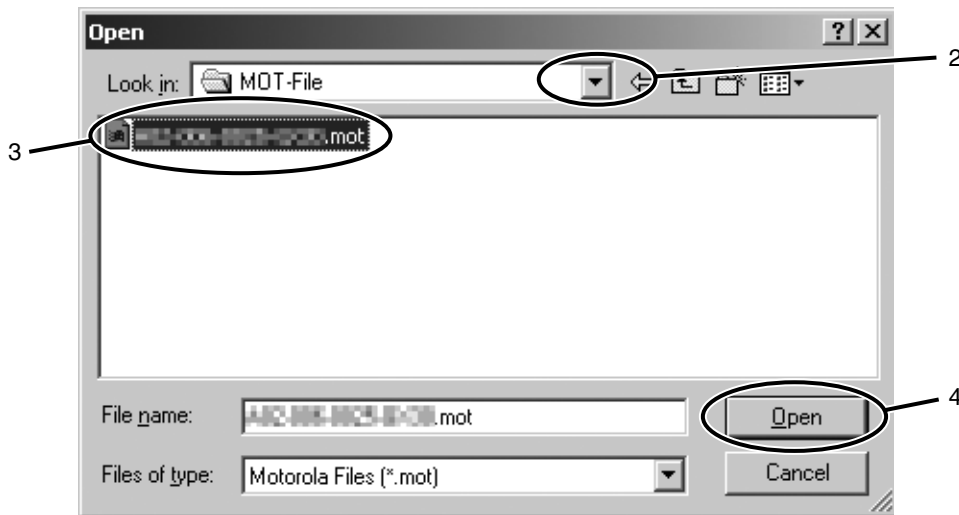 Open
2
Look in: MOT-File
3
.mot
File name: .mot
Open
4
Files of type: Motorola Files (*.mot)
Cancel